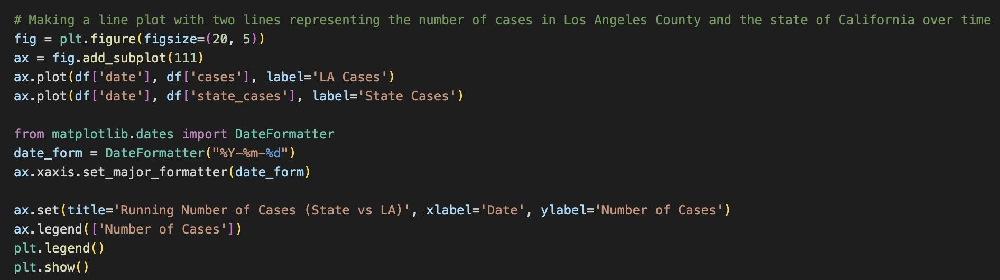 # Making a line plot with two lines representing the number of cases in Los Angeles County and the state of California over time
fig = plt.figure(figsize=(20, 5))
ax = fig.add_subplot(111)
ax.plot(df['date'], df['cases'], label='LA Cases')
ax.plot(df['date'], df['state_cases'], label='State Cases')
from matplotlib.dates import DateFormatter
date_form = DateFormatter("%Y-%m-%d")
ax.xaxis.set_major_formatter(date_form)
ax.set(title='Running Number of Cases (State vs LA)', xlabel='Date', ylabel='Number of Cases')
ax.legend(['Number of Cases'])
plt.legend()
plt.show()